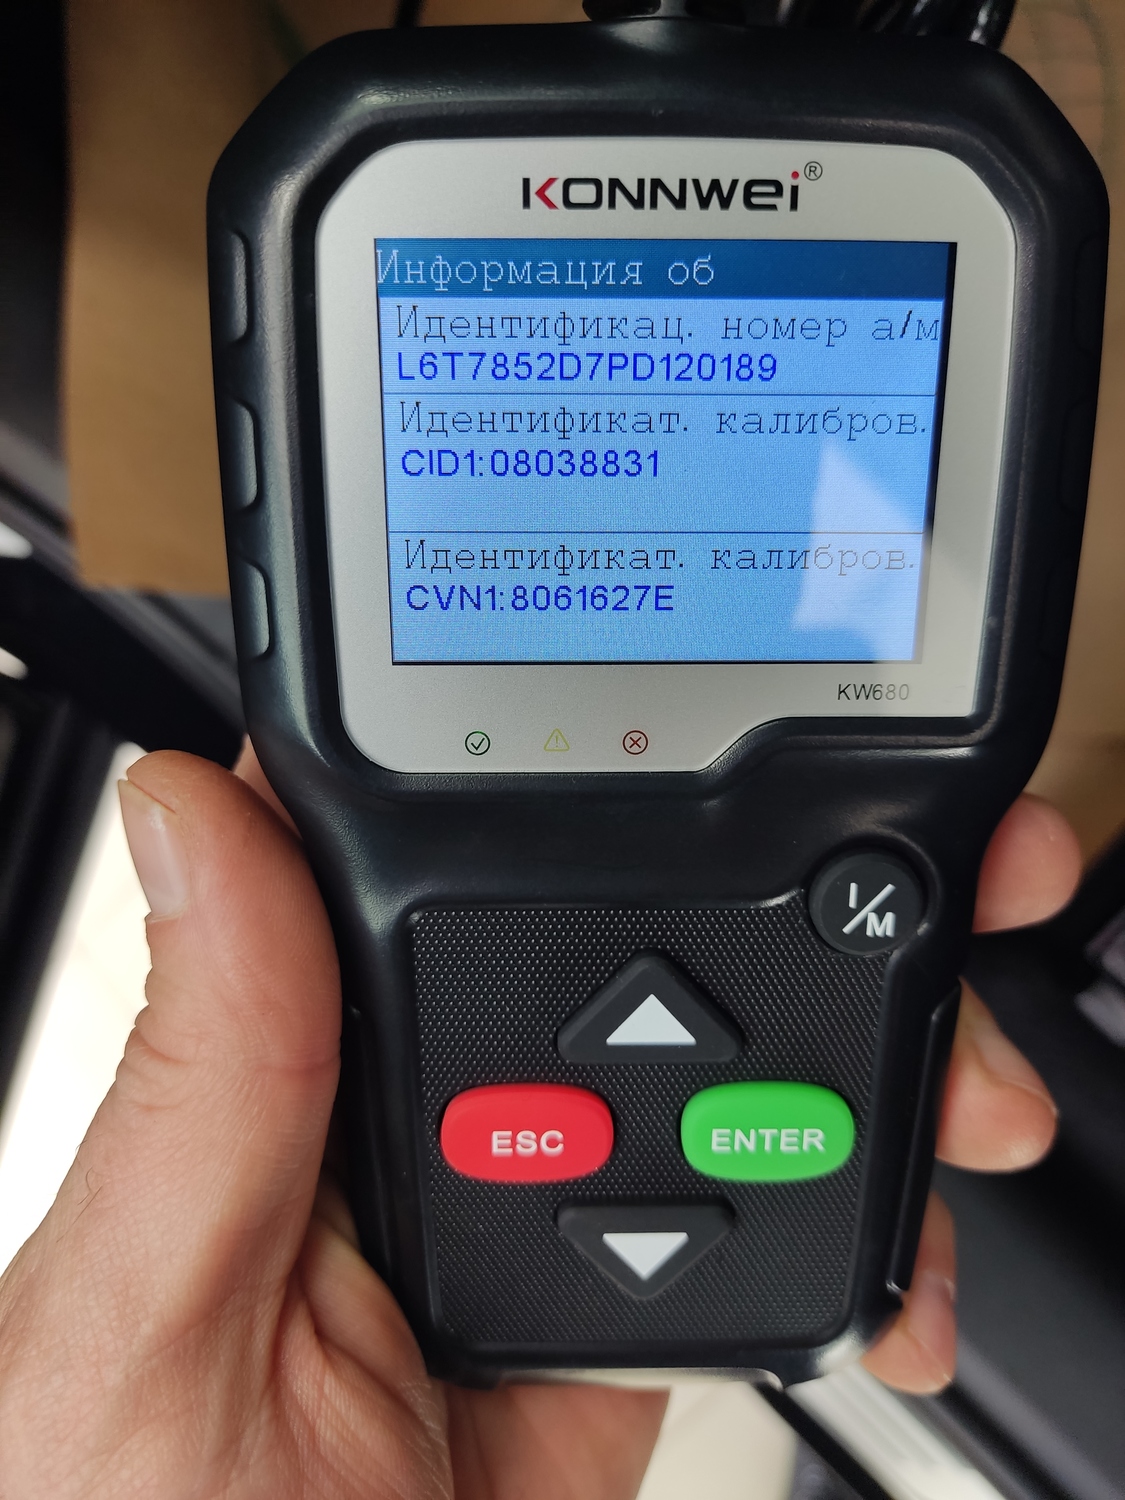 KONNWEI®
Информация об
Идентификац. номер а/м
L6T7852D7PD120189
Идентификат. калибров.
CID1:08038831
Идентификат. калибров.
CVN1:8061627E
KW680
I/M
ESC
ENTER